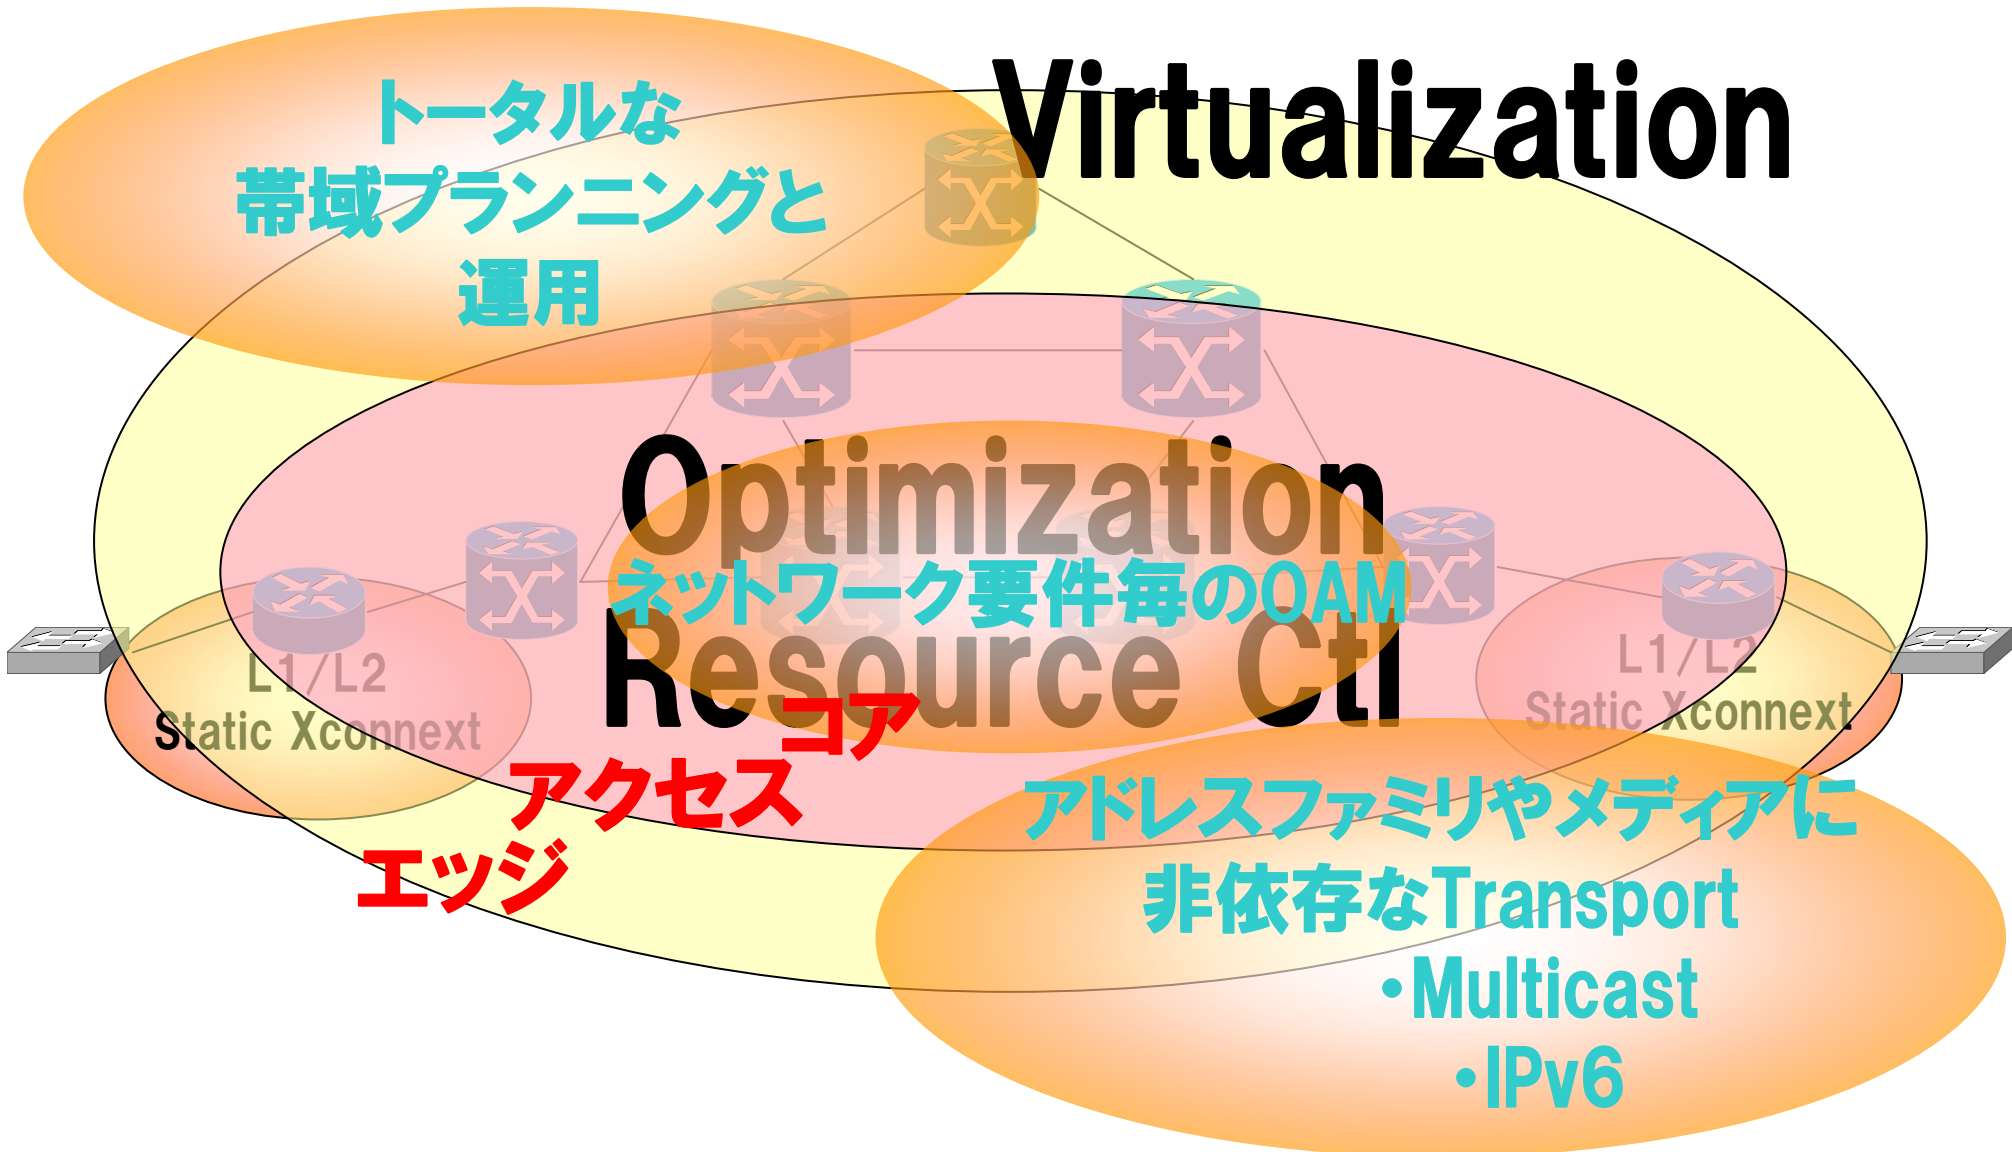 Virtualization
トータルな
帯域プランニングと
運用
Optimization
ネットワーク要件毎のOAM
Resource Ctl
L1/L2
Static Xconnext
L1/L2
Static Xconnext
コア
アクセス
エッジ
アドレスファミリやメディアに
非依存なTransport
・Multicast
・IPv6